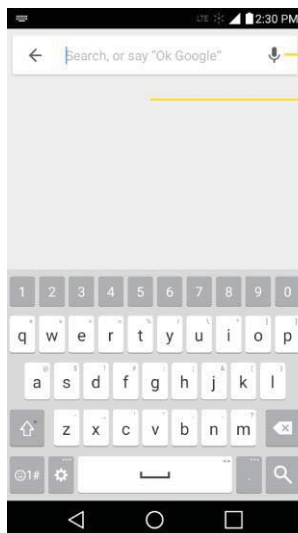 LTE 2:30 PM
Search, or say "Ok Google"
1 2 3 4 5 6 7 8 9 0
q w e r t y u i o p
a s d f g h j k l
z x c v b n m
1#
.